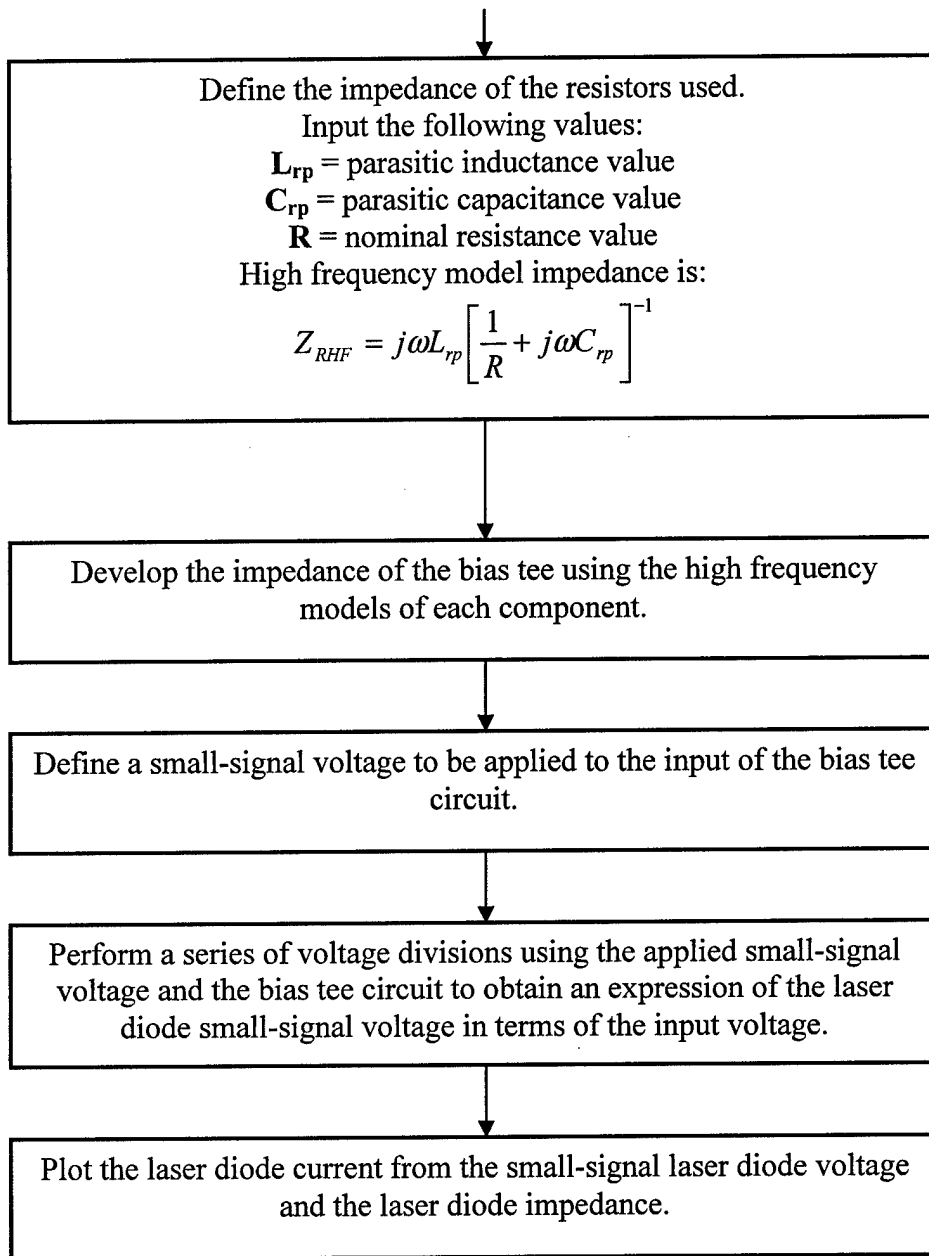 Define the impedance of the resistors used.
Input the following values:
L_rp = parasitic inductance value
C_rp = parasitic capacitance value
R = nominal resistance value
High frequency model impedance is:
Z_RHF = jωL_rp [ 1/R + jωC_rp ]^-1
Develop the impedance of the bias tee using the high frequency
models of each component.
Define a small-signal voltage to be applied to the input of the bias tee
circuit.
Perform a series of voltage divisions using the applied small-signal
voltage and the bias tee circuit to obtain an expression of the laser
diode small-signal voltage in terms of the input voltage.
Plot the laser diode current from the small-signal laser diode voltage
and the laser diode impedance.